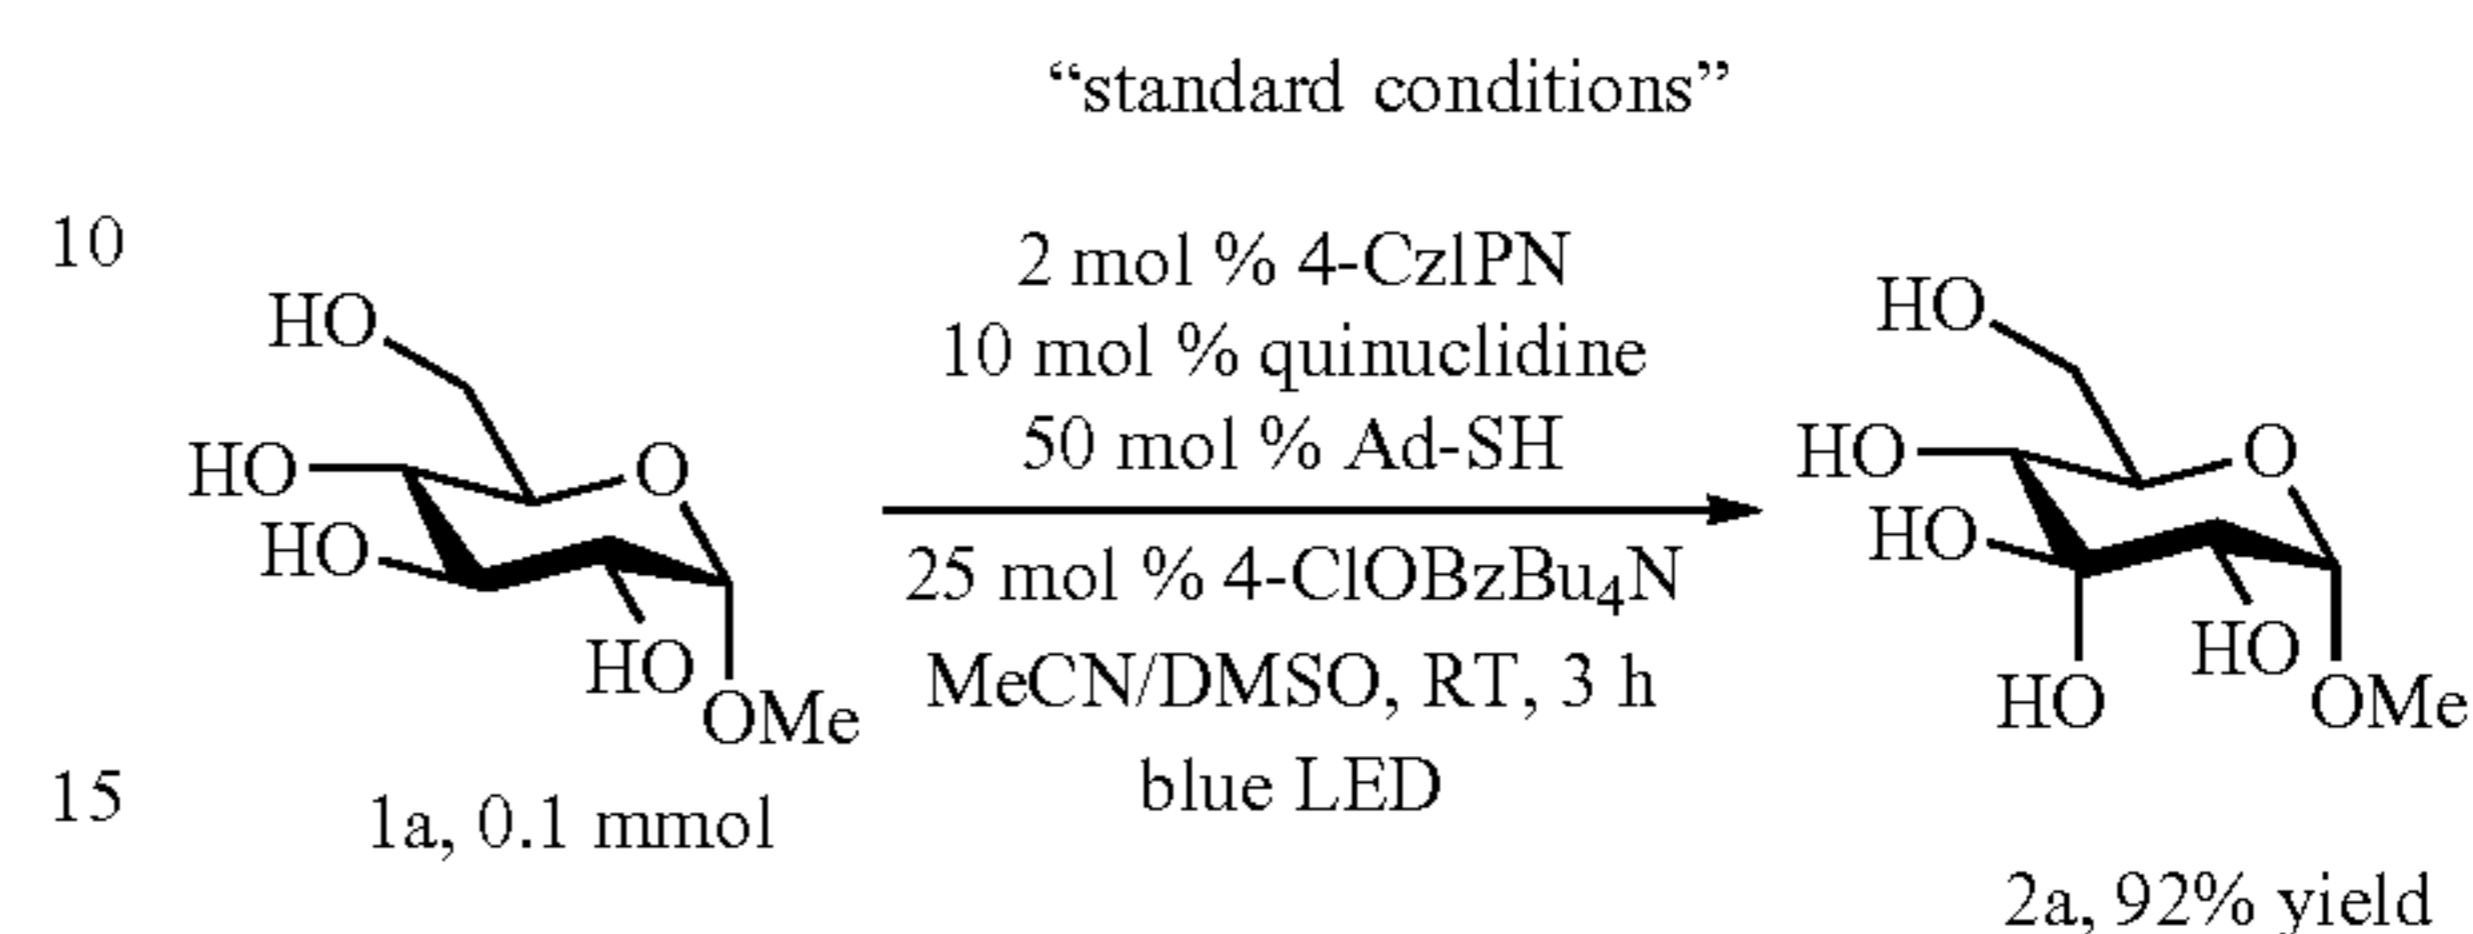 “standard conditions”
10
2 mol % 4-CzlPN
10 mol % quinuclidine
50 mol % Ad-SH
25 mol % 4-ClOBzBu4N
MeCN/DMSO, RT, 3 h
blue LED
HO
HO
O
HO
HO
OMe
15
1a, 0.1 mmol
HO
HO
O
HO
HO
HO
OMe
2a, 92% yield